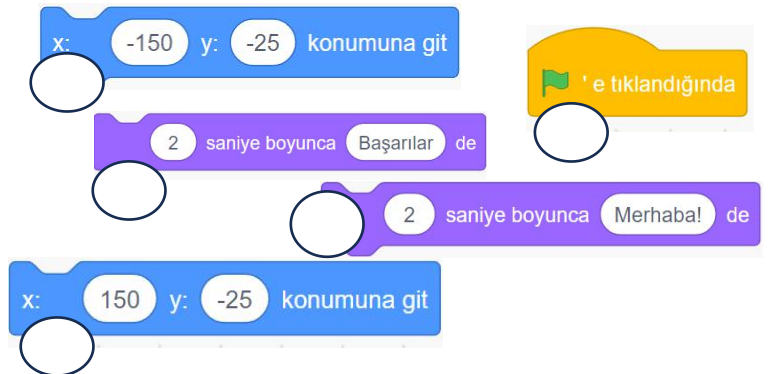 x: -150 y: -25 konumuna git
' e tıklandığında
2 saniye boyunca Başarılar de
2 saniye boyunca Merhaba! de
x: 150 y: -25 konumuna git